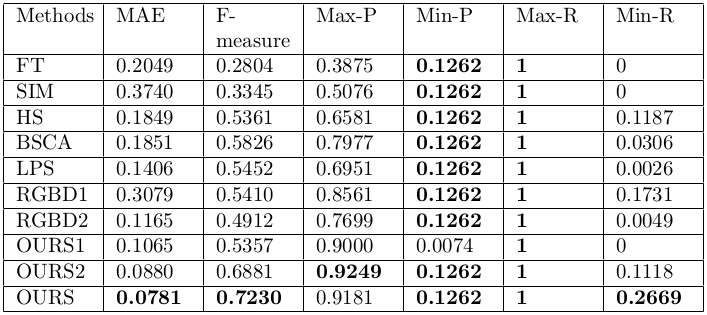 Methods MAE F- Max-P Min-P Max-R Min-R
measure
FT 0.2049 0.2804 0.3875 0.1262 1 0
SIM 0.3740 0.3345 0.5076 0.1262 1 0
HS 0.1849 0.5361 0.6581 0.1262 1 0.1187
BSCA 0.1851 0.5826 0.7977 0.1262 1 0.0306
LPS 0.1406 0.5452 0.6951 0.1262 1 0.0026
RGBD1 0.3079 0.5410 0.8561 0.1262 1 0.1731
RGBD2 0.1165 0.4912 0.7699 0.1262 1 0.0049
OURS1 0.1065 0.5357 0.9000 0.0074 1 0
OURS2 0.0880 0.6881 0.9249 0.1262 1 0.1118
OURS 0.0781 0.7230 0.9181 0.1262 1 0.2669